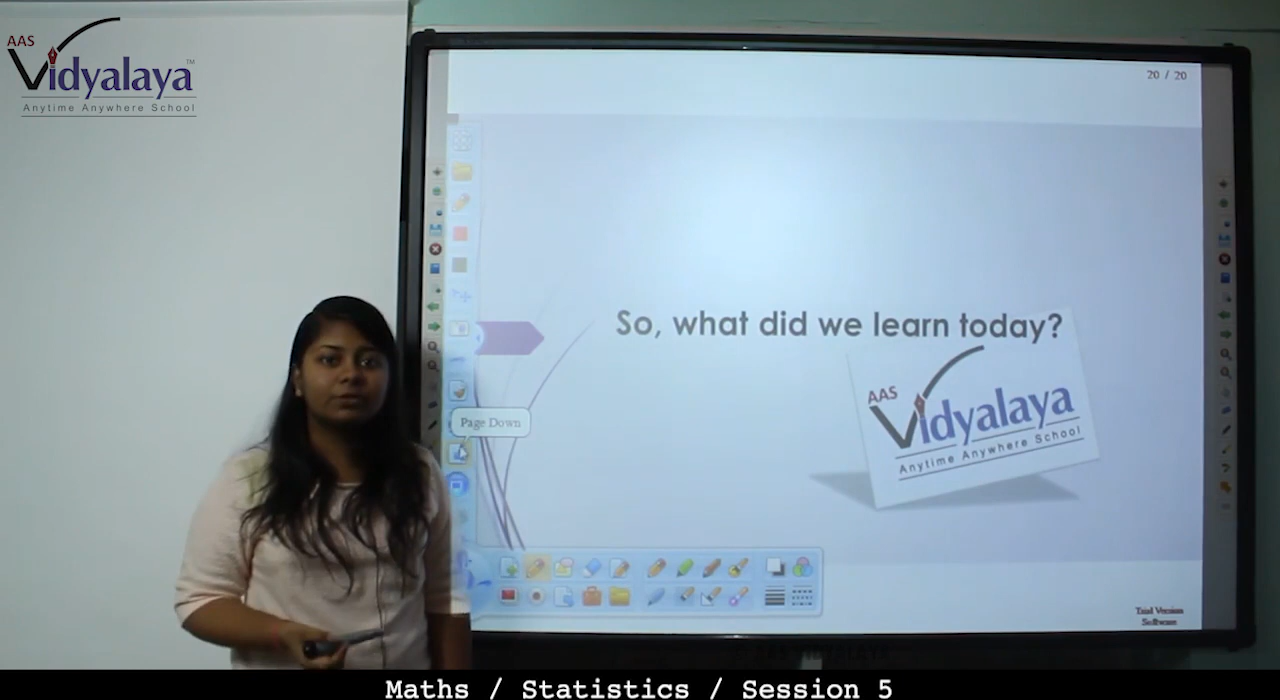 AAS
Vidyalaya
TM
Anytime Anywhere School
20 / 20
So, what did we learn today?
AAS
Vidyalaya
Anytime Anywhere School
Page Down
Trial Version
Software
Maths / Statistics / Session 5